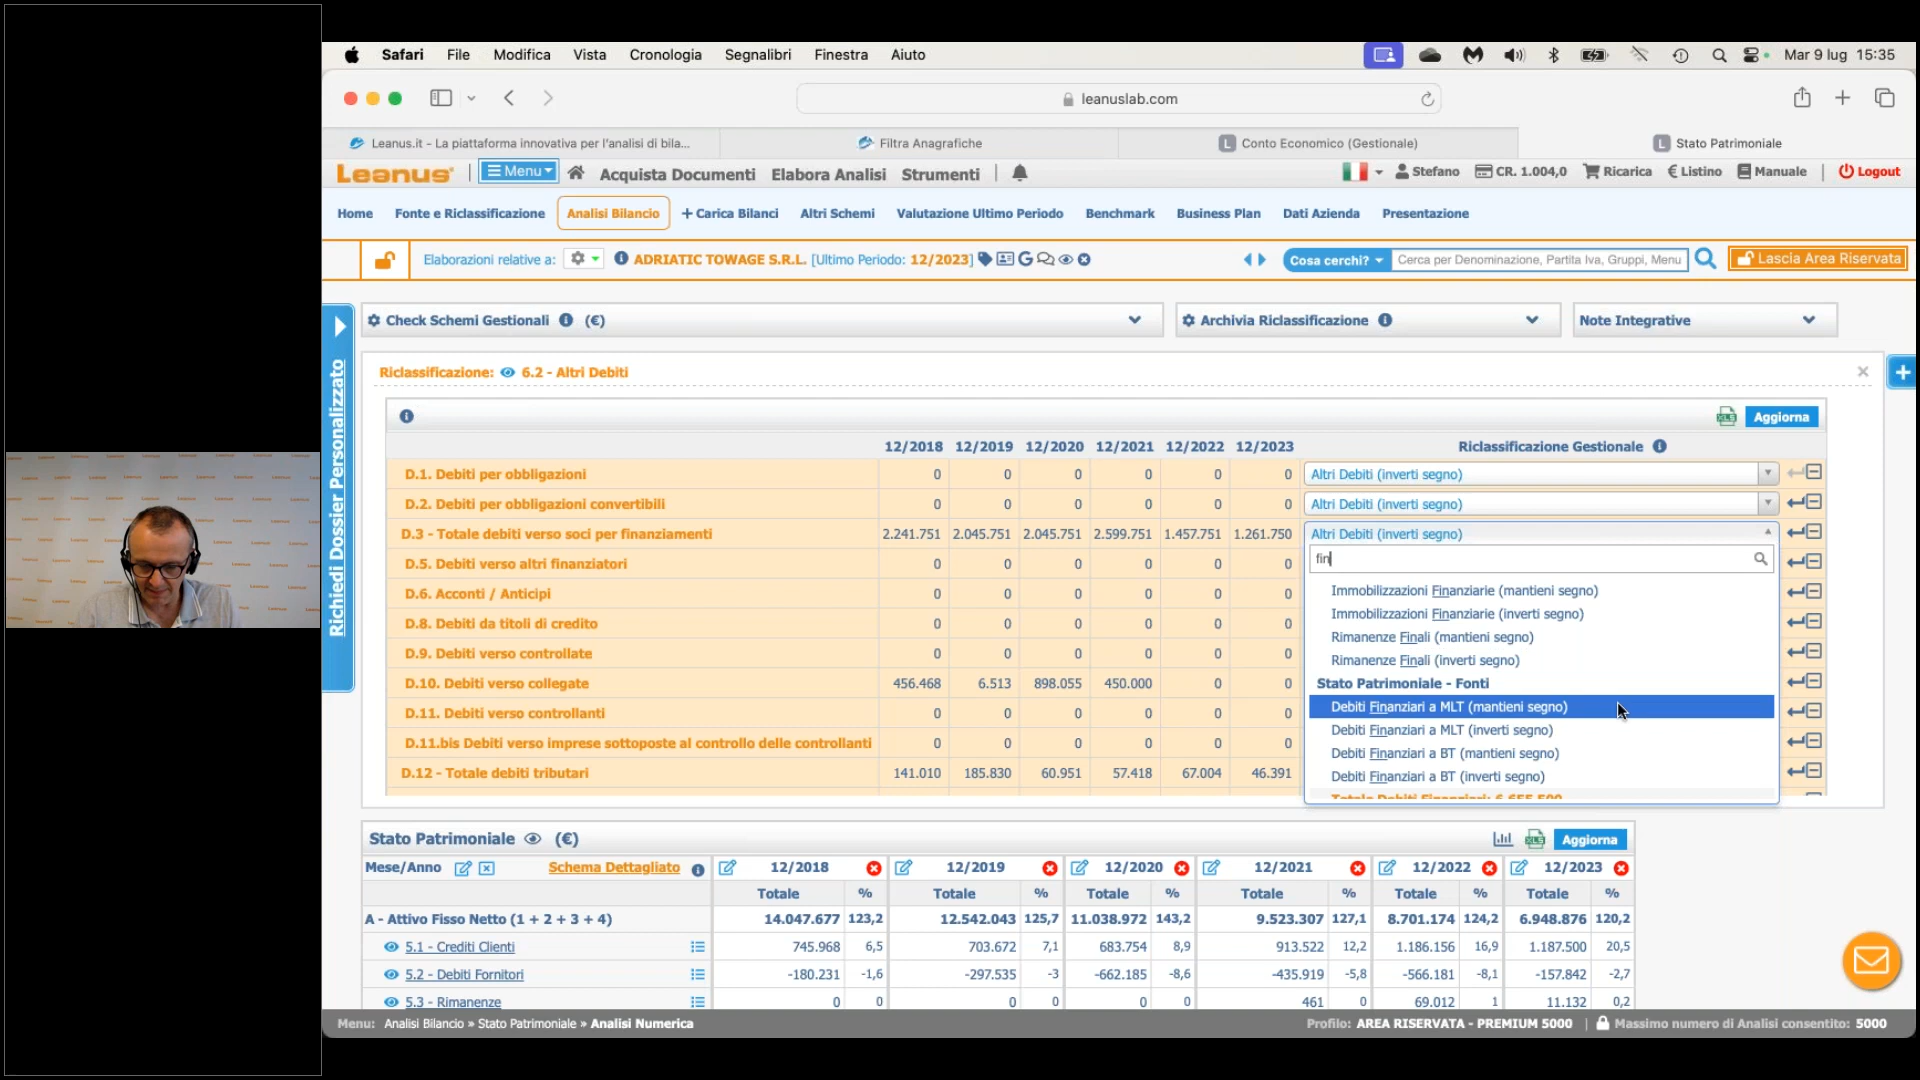 Safari File Modifica Vista Cronologia Segnalibri Finestra Aiuto Mar 9 lug 15:35
leanuslab.com
Leanus.it - La piattaforma innovativa per l'analisi di bila... Filtra Anagrafiche L Conto Economico (Gestionale) L Stato Patrimoniale
Leanus Menu Acquista Documenti Elabora Analisi Strumenti Stefano CR. 1.004,0 Ricarica € Listino Manuale Logout
Home Fonte e Riclassificazione Analisi Bilancio + Carica Bilanci Altri Schemi Valutazione Ultimo Periodo Benchmark Business Plan Dati Azienda Presentazione
Elaborazioni relative a: ADRIATIC TOWAGE S.R.L. [Ultimo Periodo: 12/2023] Cosa cerchi? Cerca per Denominazione, Partita Iva, Gruppi, Menu Lascia Area Riservata
Richiedi Dossier Personalizzato
Check Schemi Gestionali (€) Archivia Riclassificazione Note Integrative
Riclassificazione: 6.2 - Altri Debiti
XLS Aggiorna
12/2018 12/2019 12/2020 12/2021 12/2022 12/2023 Riclassificazione Gestionale
D.1. Debiti per obbligazioni 0 0 0 0 0 0 Altri Debiti (inverti segno)
D.2. Debiti per obbligazioni convertibili 0 0 0 0 0 0 Altri Debiti (inverti segno)
D.3 - Totale debiti verso soci per finanziamenti 2.241.751 2.045.751 2.045.751 2.599.751 1.457.751 1.261.750 Altri Debiti (inverti segno)
D.5. Debiti verso altri finanziatori 0 0 0 0 0 0
D.6. Acconti / Anticipi 0 0 0 0 0 0
D.8. Debiti da titoli di credito 0 0 0 0 0 0
D.9. Debiti verso controllate 0 0 0 0 0 0
D.10. Debiti verso collegate 456.468 6.513 898.055 450.000 0 0
D.11. Debiti verso controllanti 0 0 0 0 0 0
D.11.bis Debiti verso imprese sottoposte al controllo delle controllanti 0 0 0 0 0 0
D.12 - Totale debiti tributari 141.010 185.830 60.951 57.418 67.004 46.391
fin
Immobilizzazioni Finanziarie (mantieni segno)
Immobilizzazioni Finanziarie (inverti segno)
Rimanenze Finali (mantieni segno)
Rimanenze Finali (inverti segno)
Stato Patrimoniale - Fonti
Debiti Finanziari a MLT (mantieni segno)
Debiti Finanziari a MLT (inverti segno)
Debiti Finanziari a BT (mantieni segno)
Debiti Finanziari a BT (inverti segno)
Totale Debiti Finanziari: 6.655.500
Stato Patrimoniale (€) XLS Aggiorna
Mese/Anno Schema Dettagliato 12/2018 12/2019 12/2020 12/2021 12/2022 12/2023
Totale % Totale % Totale % Totale % Totale % Totale %
A - Attivo Fisso Netto (1 + 2 + 3 + 4) 14.047.677 123,2 12.542.043 125,7 11.038.972 143,2 9.523.307 127,1 8.701.174 124,2 6.948.876 120,2
5.1 - Crediti Clienti 745.968 6,5 703.672 7,1 683.754 8,9 913.522 12,2 1.186.156 16,9 1.187.500 20,5
5.2 - Debiti Fornitori -180.231 -1,6 -297.535 -3 -662.185 -8,6 -435.919 -5,8 -566.181 -8,1 -157.842 -2,7
5.3 - Rimanenze 0 0 0 0 0 0 461 0 69.012 1 11.132 0,2
Menu: Analisi Bilancio » Stato Patrimoniale » Analisi Numerica Profilo: AREA RISERVATA - PREMIUM 5000 | Massimo numero di Analisi consentito: 5000